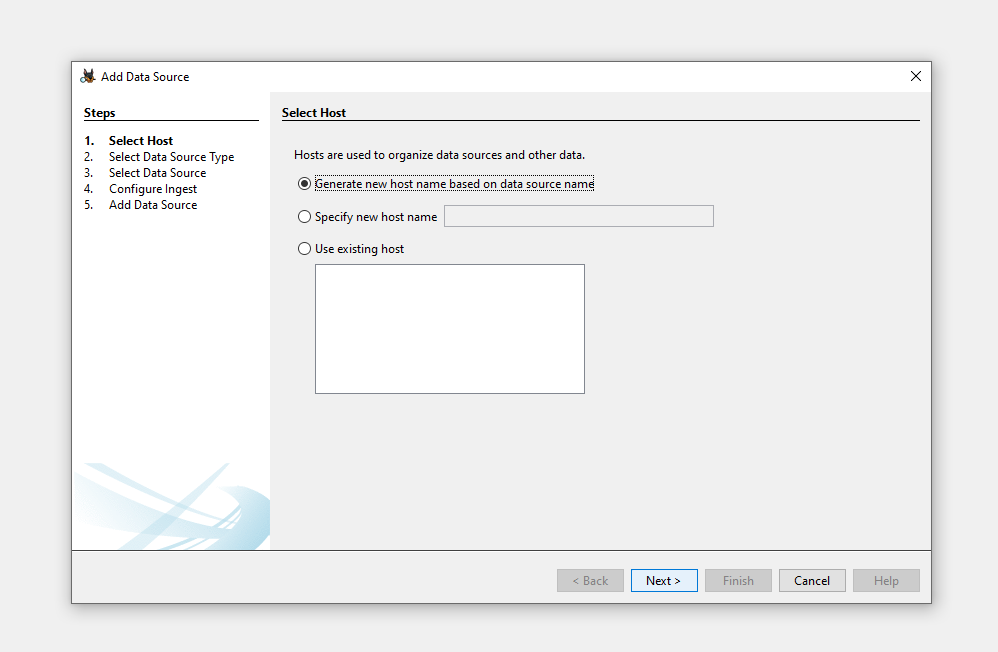 Add Data Source
Steps
1. Select Host
2. Select Data Source Type
3. Select Data Source
4. Configure Ingest
5. Add Data Source
Select Host
Hosts are used to organize data sources and other data.
Generate new host name based on data source name
Specify new host name
Use existing host
< Back
Next >
Finish
Cancel
Help